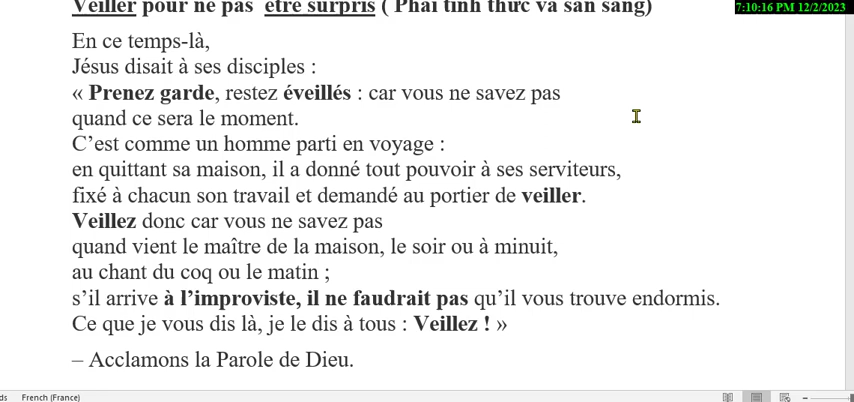 Veiller pour ne pas être surpris ( Phải tỉnh thức và sẵn sàng)
7:10:16 PM 12/2/2023
En ce temps-là,
Jésus disait à ses disciples :
« Prenez garde, restez éveillés : car vous ne savez pas
quand ce sera le moment.
C’est comme un homme parti en voyage :
en quittant sa maison, il a donné tout pouvoir à ses serviteurs,
fixé à chacun son travail et demandé au portier de veiller.
Veillez donc car vous ne savez pas
quand vient le maître de la maison, le soir ou à minuit,
au chant du coq ou le matin ;
s’il arrive à l’improviste, il ne faudrait pas qu’il vous trouve endormis.
Ce que je vous dis là, je le dis à tous : Veillez ! »
– Acclamons la Parole de Dieu.
French (France)